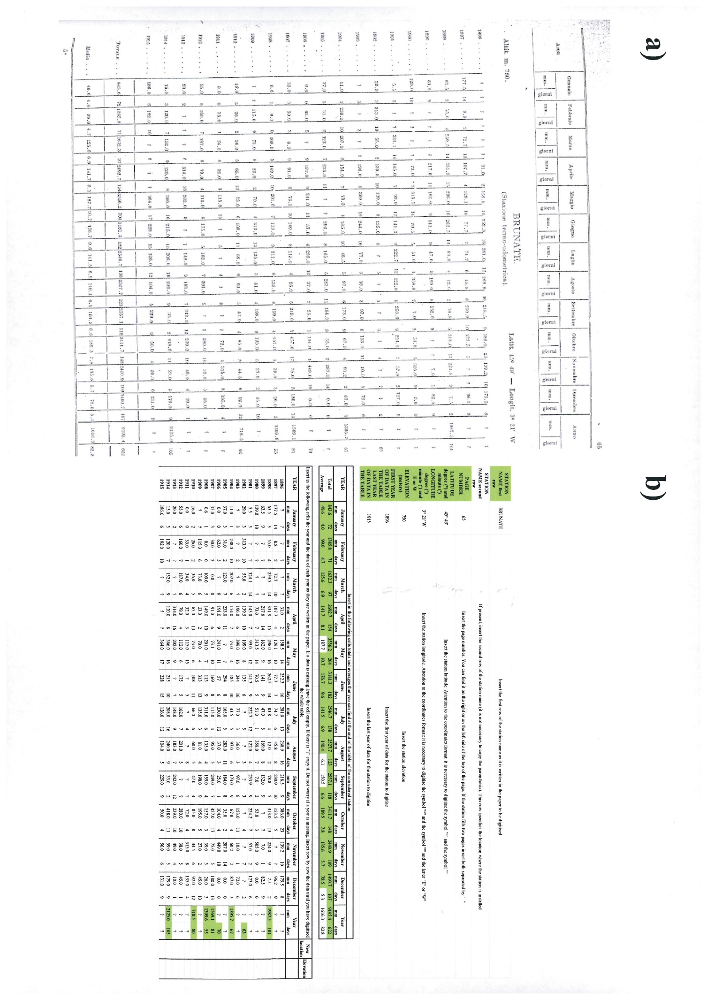 a)
65
ANNI Gennaio Febbraio Marzo Aprile Maggio Giugno Luglio Agosto Settembre Ottobre Novembre Dicembre ANNO
mm. giorni mm. giorni mm. giorni mm. giorni mm. giorni mm. giorni mm. giorni mm. giorni mm. giorni mm. giorni mm. giorni mm. giorni mm. giorni
BRUNATE.
Altit. m. 750. (Stazione termo-udometrica). Latit. 45º 49' — Longit. 3º 21' W
1896 . . . . . . ? ? ? ? ? ? 31.0 2 158.5 14 252.3 16 281.0 13 268.9 16 218.5 9 386.0 23 139.2 10 175.5 8 ? ?
1897 . . . . . . 177.5 14 8.8 2 72.7 10 107.7 4 129.1 10 77.7 7 74.7 6 45.8 8 230.9 10 123.5 5 ? ? 96.2 9 ? ?
1898 . . . . . . 63.5 3 55.0 4 259.5 14 331.9 15 296.0 16 262.5 14 83.8 4 12.0 2 78.8 5 313.0 13 224.0 9 7.5 2 1987.5 101
1899 . . . . . . 63.5 9 ? ? ? ? 217.6 14 162.0 9 141.0 9 47.0 5 169.0 8 132.0 9 ? ? 7.0 1 82.5 9 ? ?
1900 . . . . . . 129.0 10 ? ? ? ? 73.0 7 313.5 14 70.5 5 51.0 1 358.0 7 7.0 2 3 505.0 9 0.0 0 ? ?
1901 . . . . . . 5.5 3 ? ? 324.1 14 145.0 7 99.0 12 141.3 9 222.7 12 122.0 4 253.9 9 224.2 7 57.0 2 127.0 6 ? ?
1902 . . . . . . 29.0 3 313.0 10 55.0 2 139.5 10 109.0 8 135.0 6 ? 5 ? 3 ? 3 ? 4 ? 7 ? 2 ? 63
1903 . . . . . . ? 3 ? 2 ? ? 196.0 6 399.0 16 244.0 16 77.0 3 36.0 3 97.0 6 153.0 11 10.0 1 72.0 6 ? ?
1904 . . . . . . 11.0 1 238.0 10 207.0 6 154.0 7 73.0 4 185.0 10 43.5 5 97.0 6 173.0 9 67.0 4 60.2 2 87.0 3 1395.7 67
1905 . . . . . . 37.0 3 31.0 2 123.0 7 233.0 11 ? ? 294.0 8 165.0 5 283.0 11 184.0 8 35.0 2 287.0 14 0.0 0 ? ?
1906 . . . . . . 0.0 0 62.0 5 ? 9 191.0 9 241.0 11 57.0 6 230.0 12 37.0 3 25.0 1 104.0 4 449.0 10 0.0 0 ? 70
1907 . . . . . . 35.0 3 30.0 3 0.0 0 91.0 6 73.1 10 169.0 8 115.0 4 95.0 5 249.0 7 457.0 17 75.0 5 180.0 13 1569.1 81
1908 . . . . . . 0.6 1 0.0 0 109.0 5 149.0 10 201.0 7 113.0 9 311.0 6 135.0 4 159.0 4 157.0 3 39.0 3 26.0 3 1399.6 55
1909 . . . . . . ? ? 115.0 6 73.0 6 23.0 2 70.0 4 313.0 13 135.0 3 81.0 4 198.0 9 195.0 5 27.0 2 45.0 10 ? ?
1910 . . . . . . 16.0 2 26.0 2 36.0 5 65.0 13 73.0 6 108.0 11 66.0 6 60.0 5 47.0 4 85.0 8 44.5 6 92.0 12 718.5 80
1911 . . . . . . 0.0 0 35.0 1 34.0 4 32.0 3 115.0 15 ? 5 ? 4 ? 8 ? ? 72.0 4 315.0 8 135.0 4 ? ?
1912 . . . . . . 55.0 6 160.0 7 187.0 6 79.0 4 112.0 6 175.0 5 162.0 7 201.0 5 ? ? 280.0 10 38.0 5 45.0 1 ? ?
1913 . . . . . . 20.0 2 ? ? ? ? 314.0 16 202.0 9 ? ? 148.0 9 183.0 7 242.0 12 239.0 10 49.0 4 10.0 1 ? ?
1914 . . . . . . 15.0 3 120.0 7 152.0 9 120.0 8 366.0 16 215.0 10 208.0 16 240.0 9 33.0 2 418.0 11 59.0 5 179.0 9 2125.0 105
1915 . . . . . . 186.0 6 192.0 10 ? ? ? ? 364.0 17 228.0 15 126.0 12 104.0 5 229.0 9 50.0 4 56.0 6 131.0 9 ? ?
TOTALE . . . 843.6 72 1385.8 71 1632.3 97 2692.7 154 3556.2 204 3181.3 182 2546.7 138 2527.7 123 2557.1 118 3411.7 148 2440.9 109 1490.7 107 9195.4 622
Media . . . 49.6 4.0 99.0 4.7 125.6 6.9 141.7 8.1 187.7 10.7 176.7 9.6 141.5 6.9 140.4 6.1 150.5 6.6 189.5 7.8 135.6 5.7 78.5 5.3 1616.3 82.8
5*
b)
STATION NAME first row BRUNATE Insert the first row of the station name as it is written in the paper to be digitised
STATION NAME second row If present, insert the second row of the station name (it is not necessary to copy the parenthesis). This row specifies the location where the station is installed
PAGE NUMBER 65 Insert the page number. You can find it on the right or on the left side of the top of the page. If the station fills two pages insert both separated by "_"
LATITUDE degree (°) and minute (') 45° 49' Insert the station latitude. Attention to the coordinates format: it is necessary to digitise the symbol "°" and the symbol "'"
LONGITUDE degree (°) and minute (') and E or W 3° 21' W Insert the station longitude. Attention to the coordinates format: it is necessary to digitise the symbol "°" and the symbol "'" and the letter "E" or "W"
ELEVATION (meters) 750 Insert the station elevation
FIRST YEAR OF DATA IN THE TABLE 1896 Insert the first year of data for the station to digitise
LAST YEAR OF DATA IN THE TABLE 1915 Insert the last year of data for the station to digitise
Insert in the following cells totals and averages that you can find at the end of the table of the considered station
YEAR January February March April May June July August September October November December Year
mm days mm days mm days mm days mm days mm days mm days mm days mm days mm days mm days mm days mm days
Total 843.6 72 1385.8 71 1632.3 97 2692.7 154 3556.2 204 3181.3 182 2546.7 138 2527.7 123 2557.1 118 3411.7 148 2440.9 109 1490.7 107 9195.4 622
Average 49.6 4.0 99.0 4.7 125.6 6.9 141.7 8.1 187.7 10.7 176.7 9.6 141.5 6.9 140.4 6.1 150.5 6.6 189.5 7.8 135.6 5.7 78.5 5.3 1616.3 82.8
Insert in the following cells the year and the data of each year as they are written in the paper. If a data is missing leave the cell empty. If there is "?" copy it. Do not worry if a year is missing. Insert row by row the data until you have digitised the whole table
New location Elevation
YEAR January February March April May June July August September October November December Year
mm days mm days mm days mm days mm days mm days mm days mm days mm days mm days mm days mm days mm days
1896 ? ? ? ? ? ? 31.0 2 158.5 14 252.3 16 281.0 13 268.9 16 218.5 9 386.0 23 139.2 10 175.5 8 ? ?
1897 177.5 14 8.8 2 72.7 10 107.7 4 129.1 10 77.7 7 74.7 6 45.8 8 230.9 10 123.5 5 ? ? 96.2 9 ? ?
1898 63.5 3 55.0 4 259.5 14 331.9 15 296.0 16 262.5 14 83.8 4 12.0 2 78.8 5 313.0 13 224.0 9 7.5 2 1987.5 101
1899 63.5 9 ? ? ? ? 217.6 14 162.0 9 141 9 47.0 5 169.0 8 132.0 9 ? ? 7.0 1 82.5 9 ? ?
1900 129.0 10 ? ? ? ? 73.0 7 313.5 14 70.5 5 51.0 1 358.0 7 7.0 2 53.0 3 505.0 9 0.0 0 ? ?
1901 5.5 3 ? ? 324.1 14 145.0 7 99.0 12 141.3 9 222.7 12 122.0 4 253.9 9 224.2 7 57.0 2 127.0 6 ? ?
1902 29.0 3 313.0 10 55.0 2 139.5 10 109.0 8 135 6 ? 5 ? 3 ? 3 ? 4 ? 7 ? 2 ? 63
1903 ? 3 ? 2 ? ? 196.0 6 399.0 16 244 16 77.0 3 36.0 3 97.0 6 153.0 11 10.0 1 72.0 6 ? ?
1904 11.0 1 238.0 10 207.0 6 154.0 7 73.0 4 185 10 43.5 5 97.0 6 173.0 9 67.0 4 60.2 2 87.0 3 1395.7 67
1905 37.0 3 31.0 2 123.0 7 233.0 11 ? ? 294 8 165.0 5 283.0 11 184.0 8 35.0 2 287.0 14 0.0 0 ? ?
1906 0.0 0 62.0 5 ? 9 191.0 9 241.0 11 57 6 230.0 12 37.0 3 25.0 1 104.0 4 449.0 10 0.0 0 ? 70
1907 35.0 3 30.0 3 0.0 0 91.0 6 73.1 10 169 8 115.0 4 95.0 5 249.0 7 457.0 17 75.0 5 180.0 13 1569.1 81
1908 0.6 1 0.0 0 109.0 5 149.0 10 201.0 7 113 9 311.0 6 135.0 4 159.0 4 157.0 3 39.0 3 26.0 3 1399.6 55
1909 ? ? 115.0 6 73.0 6 23.0 2 70.0 4 313 13 135.0 3 81.0 4 198.0 9 195.0 5 27.0 2 45.0 10 ? ?
1910 16.0 2 26.0 2 36.0 5 65.0 13 73.0 6 108 11 66.0 6 60.0 5 47.0 4 85.0 8 44.5 6 92.0 12 718.5 80
1911 0.0 0 35.0 1 34.0 4 32.0 3 115.0 15 ? 5 ? 4 ? 8 ? ? 72.0 4 315.0 8 135.0 4 ? ?
1912 55.0 6 160.0 7 187.0 6 79.0 4 112.0 6 175 5 162.0 7 201.0 5 ? ? 280.0 10 38.0 5 45.0 1 ? ?
1913 20.0 2 ? ? ? ? 314.0 16 202.0 9 ? ? 148.0 9 183.0 7 242.0 12 239.0 10 49.0 4 10.0 1 ? ?
1914 15.0 3 120.0 7 152.0 9 120.0 8 366.0 16 215 10 208.0 16 240.0 9 33.0 2 418.0 11 59.0 5 179.0 9 2125.0 105
1915 186.0 6 192.0 10 ? ? ? ? 364.0 17 228 15 126.0 12 104.0 5 229.0 9 50.0 4 56.0 6 131.0 9 ? ?